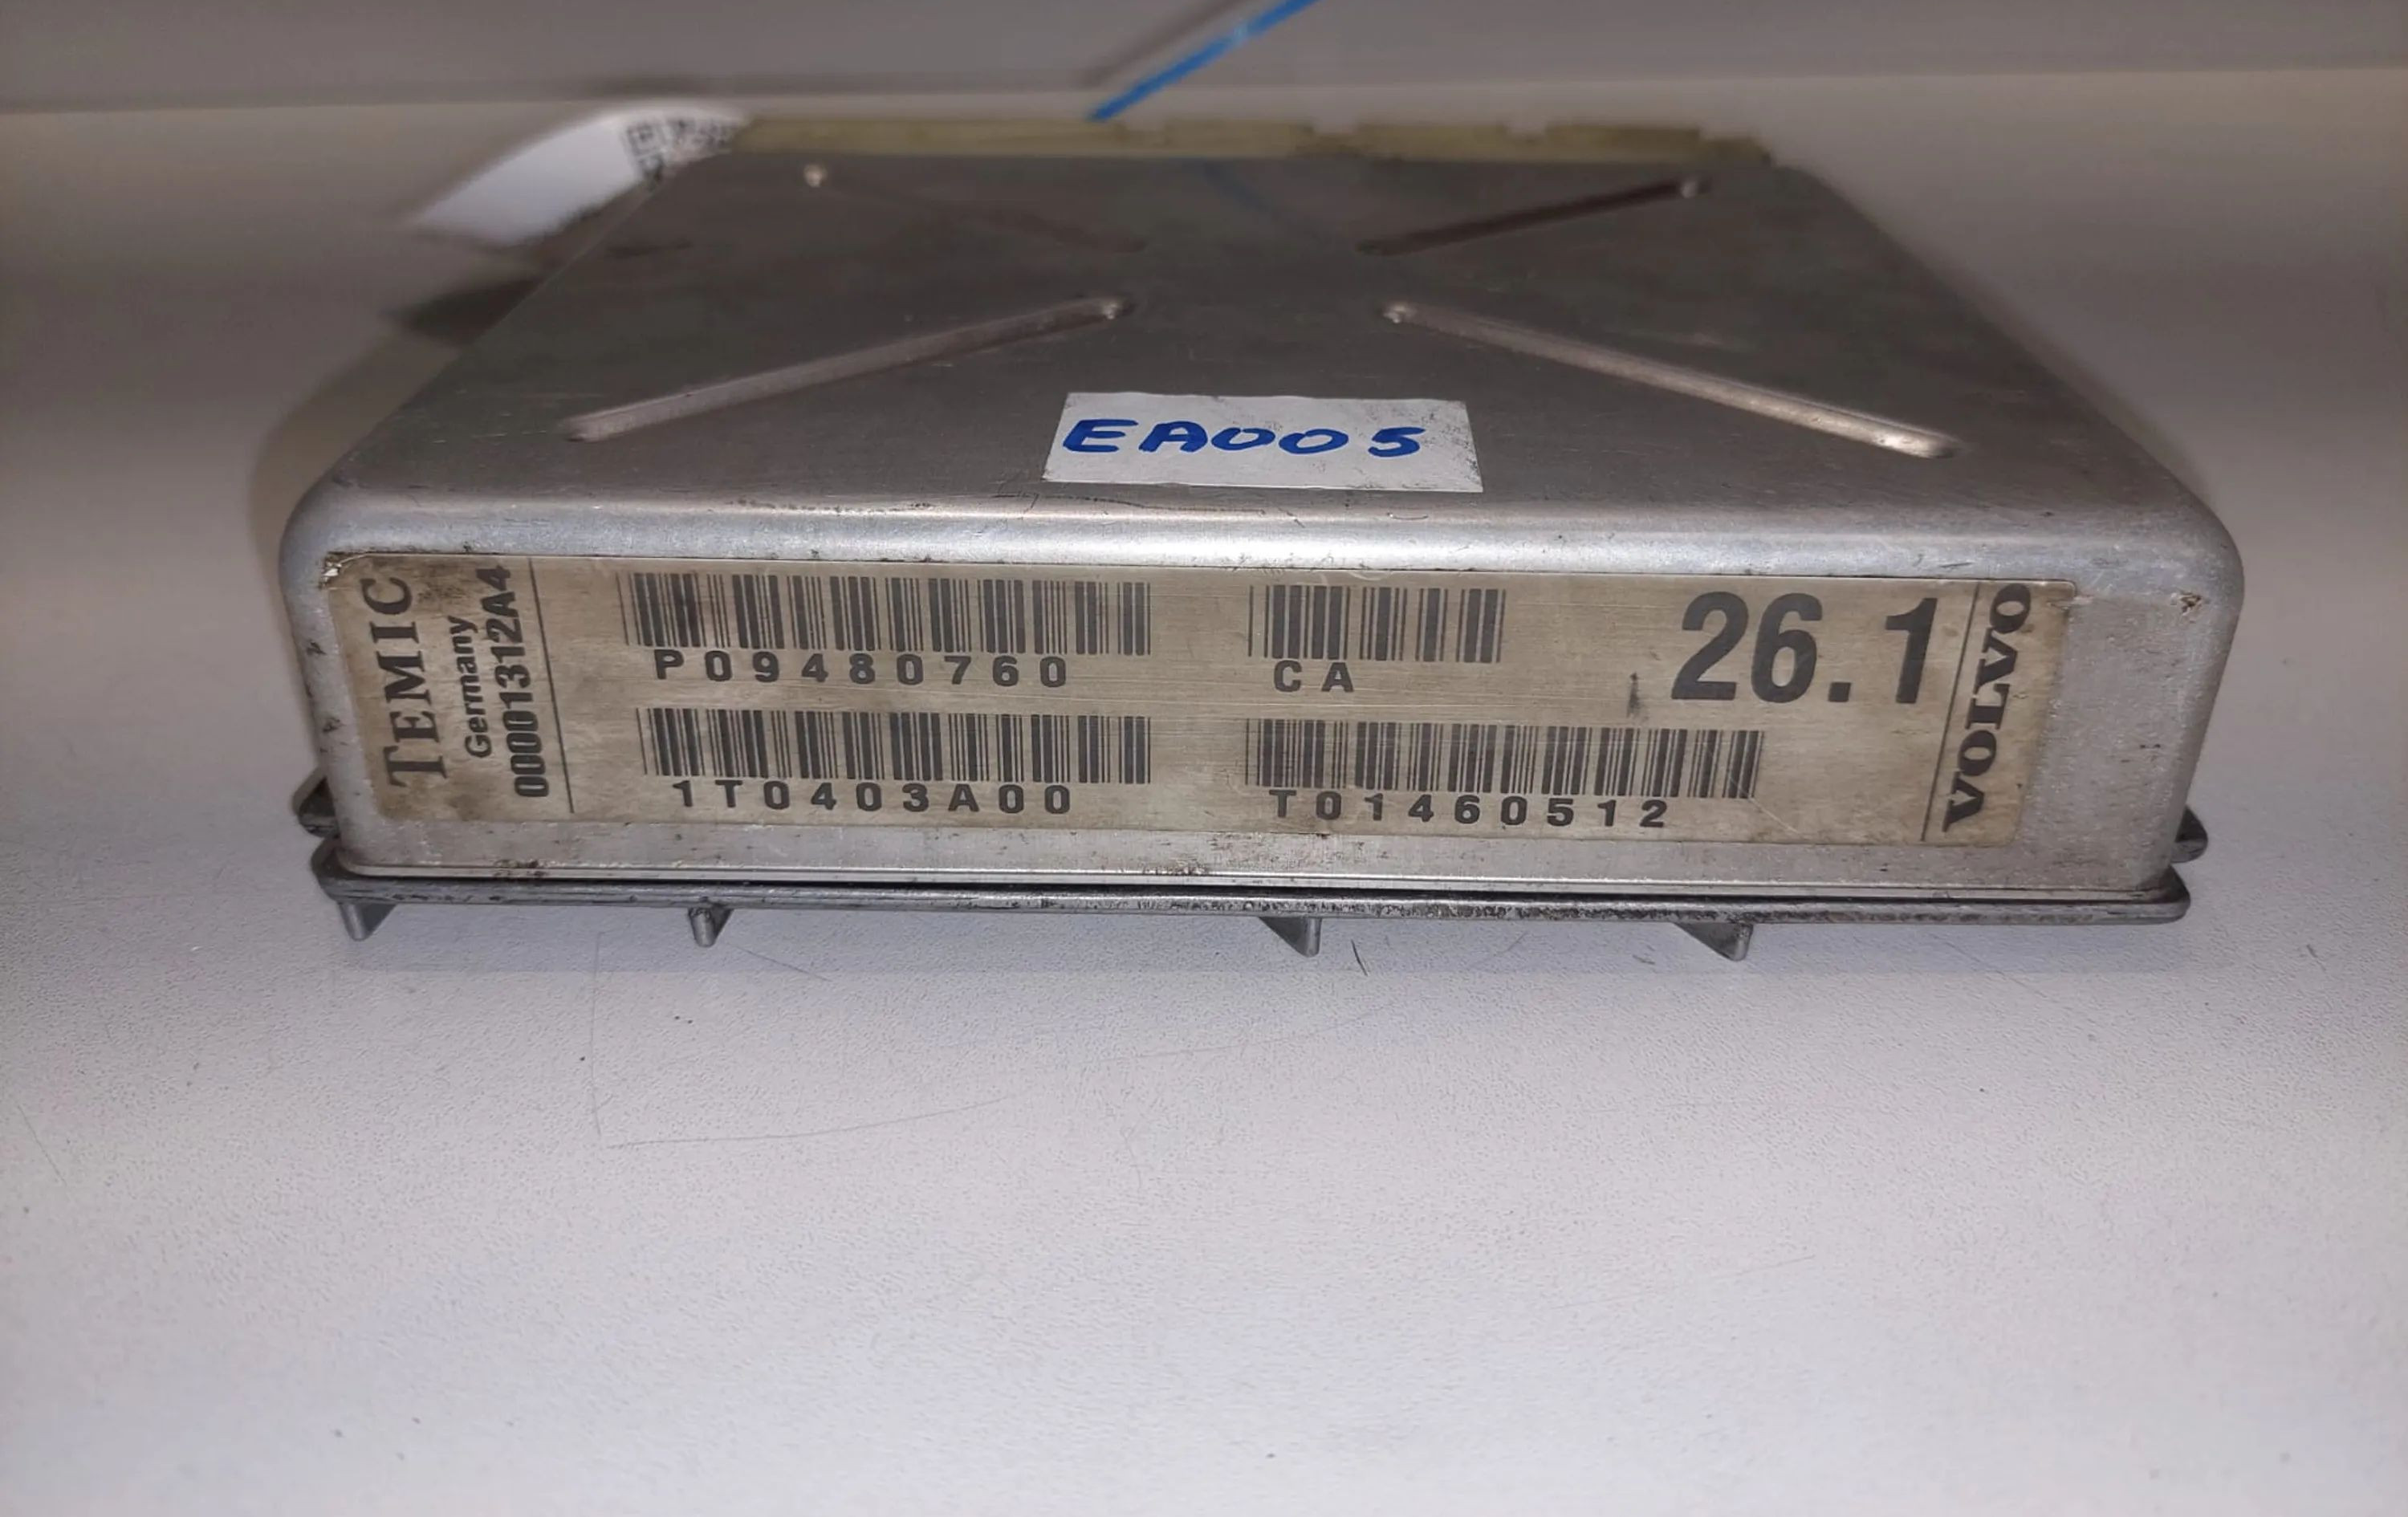 EA005
TEMIC
Germany
00001312A4
P09480760
CA
26.1
1T0403A00
T01460512
VOLVO